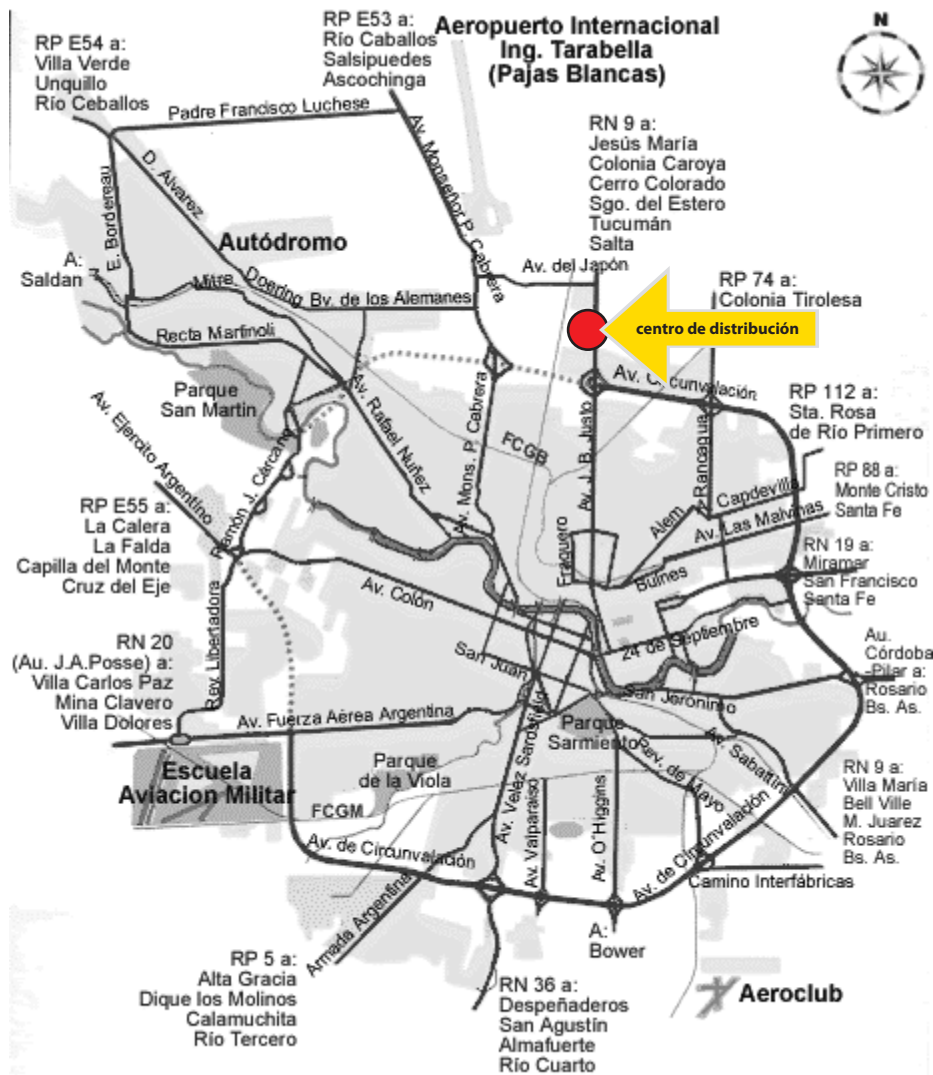 RP E54 a:
Villa Verde
Unquillo
Río Ceballos
RP E53 a:
Río Caballos
Salsipuedes
Ascochinga
Aeropuerto Internacional
Ing. Tarabella
(Pajas Blancas)
N
Padre Francisco Luchese
Av. Monseñor P. Cabrera
RN 9 a:
Jesús María
Colonia Caroya
Cerro Colorado
Sgo. del Estero
Tucumán
Salta
D. Alvarez
E. Bordereau
Autódromo
A:
Saldan
Mitre
Doering
Bv. de los Alemanes
Av. del Japón
RP 74 a:
Colonia Tirolesa
centro de distribución
Recta Martinoli
Parque
San Martin
Av. Circunvalación
RP 112 a:
Sta. Rosa
de Río Primero
Av. Ejercito Argentino
Ramón J. Cárcano
Av. Rafael Nuñez
Av. Mons. P. Cabrera
FCGB
Av. J. B. Justo
Rancagua
Capdevilla
RP 88 a:
Monte Cristo
Santa Fe
RP E55 a:
La Calera
La Falda
Capilla del Monte
Cruz del Eje
Alem
Av. Las Malvinas
Fragueiro
Bulnes
RN 19 a:
Miramar
San Francisco
Santa Fe
Av. Colón
24 de Septiembre
Rev. Libertadora
RN 20
(Au. J.A.Posse) a:
Villa Carlos Paz
Mina Clavero
Villa Dolores
San Juan
San Jeronimo
Au.
Córdoba
-Pilar a:
Rosario
Bs. As.
Av. Fuerza Aérea Argentina
Parque
Sarmiento
Av. Sabattini
Escuela
Aviacion Militar
Parque
de la Viola
Av. Velez Sarsfield
Rev. de Mayo
FCGM
Av. Valparaiso
Av. O'Higgins
RN 9 a:
Villa María
Bell Ville
M. Juarez
Rosario
Bs. As.
Av. de Circunvalación
Av. de Circunvalación
Camino Interfábricas
Armada Argentina
A:
Bower
RP 5 a:
Alta Gracia
Dique los Molinos
Calamuchita
Río Tercero
RN 36 a:
Despeñaderos
San Agustín
Almafuerte
Río Cuarto
Aeroclub